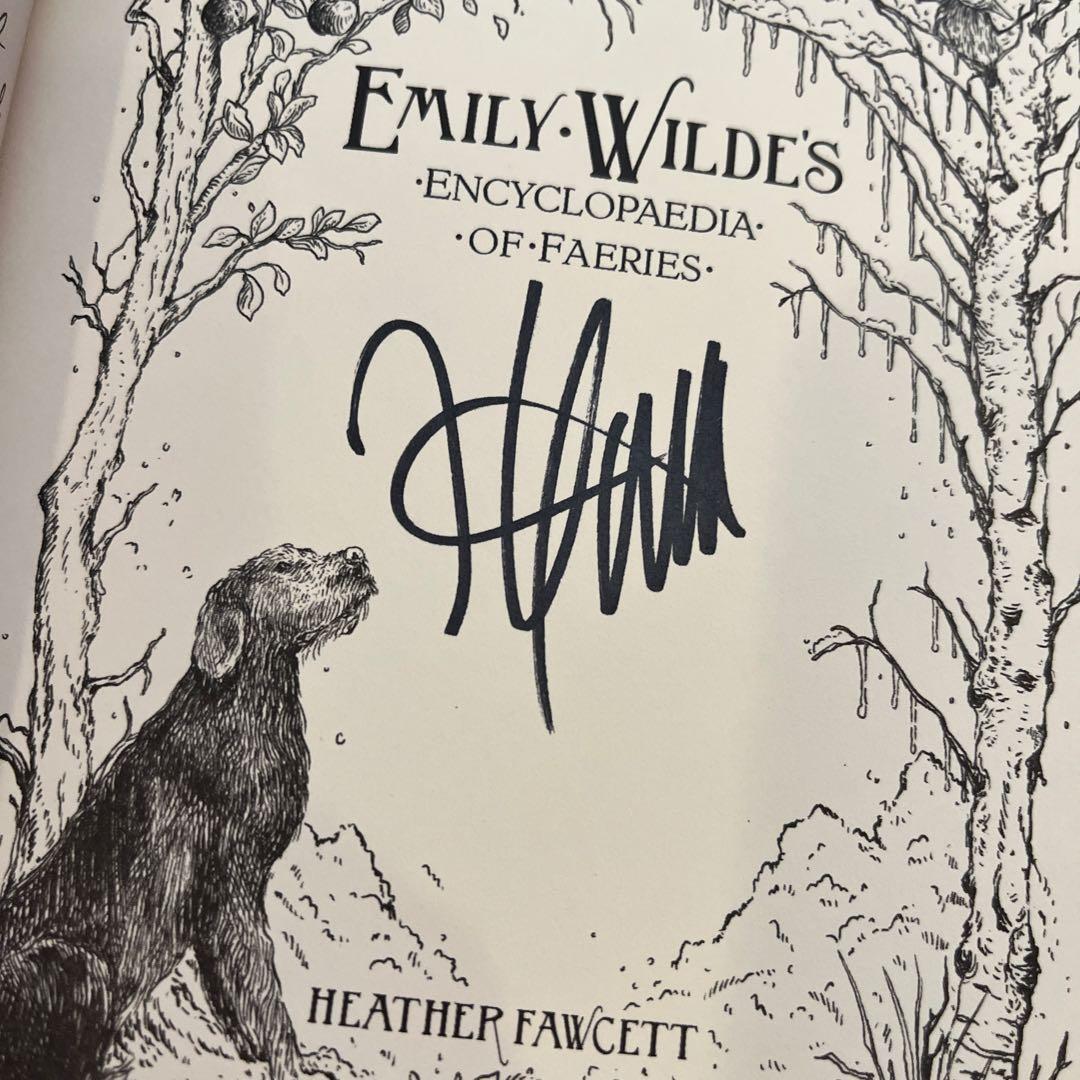 EMILY·WILDE'S
·ENCYCLOPAEDIA·
·OF·FAERIES·
HEATHER FAWCETT